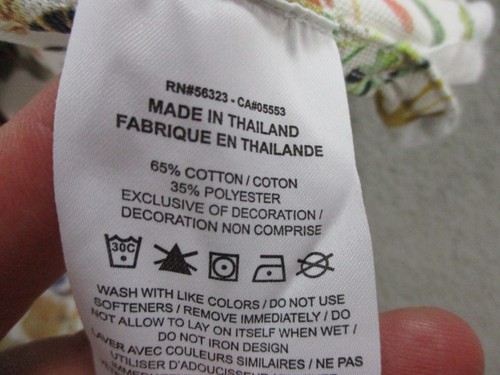 RN#56323 - CA#05553
MADE IN THAILAND
FABRIQUE EN THAILANDE
65% COTTON / COTON
35% POLYESTER
EXCLUSIVE OF DECORATION /
DECORATION NON COMPRISE
30C
WASH WITH LIKE COLORS / DO NOT USE
SOFTENERS / REMOVE IMMEDIATELY / DO
NOT ALLOW TO LAY ON ITSELF WHEN WET /
DO NOT IRON DESIGN
LAVER AVEC COULEURS SIMILAIRES / NE PAS
UTILISER D'ADOUCISSEUR